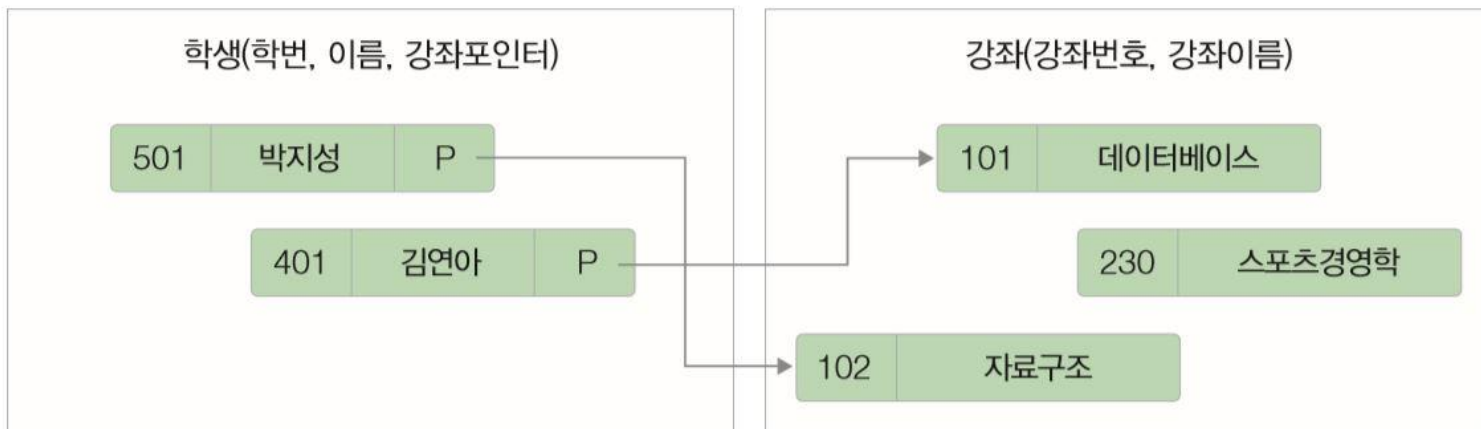 학생(학번, 이름, 강좌포인터)
501 박지성 P
401 김연아 P
강좌(강좌번호, 강좌이름)
101 데이터베이스
230 스포츠경영학
102 자료구조